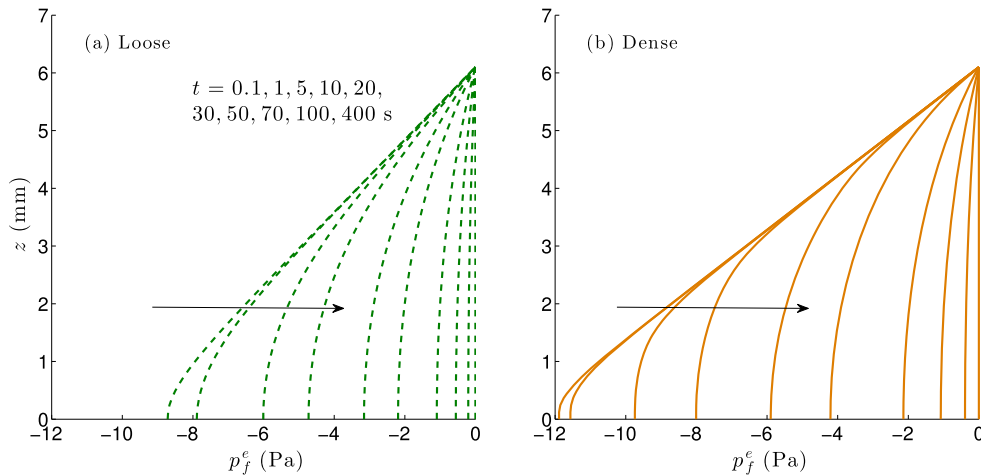 (a) Loose
t = 0.1, 1, 5, 10, 20,
30, 50, 70, 100, 400 s
7
6
5
4
3
2
1
0
z (mm)
−12 −10 −8 −6 −4 −2 0
p_f^e (Pa)
(b) Dense
7
6
5
4
3
2
1
0
−12 −10 −8 −6 −4 −2 0
p_f^e (Pa)